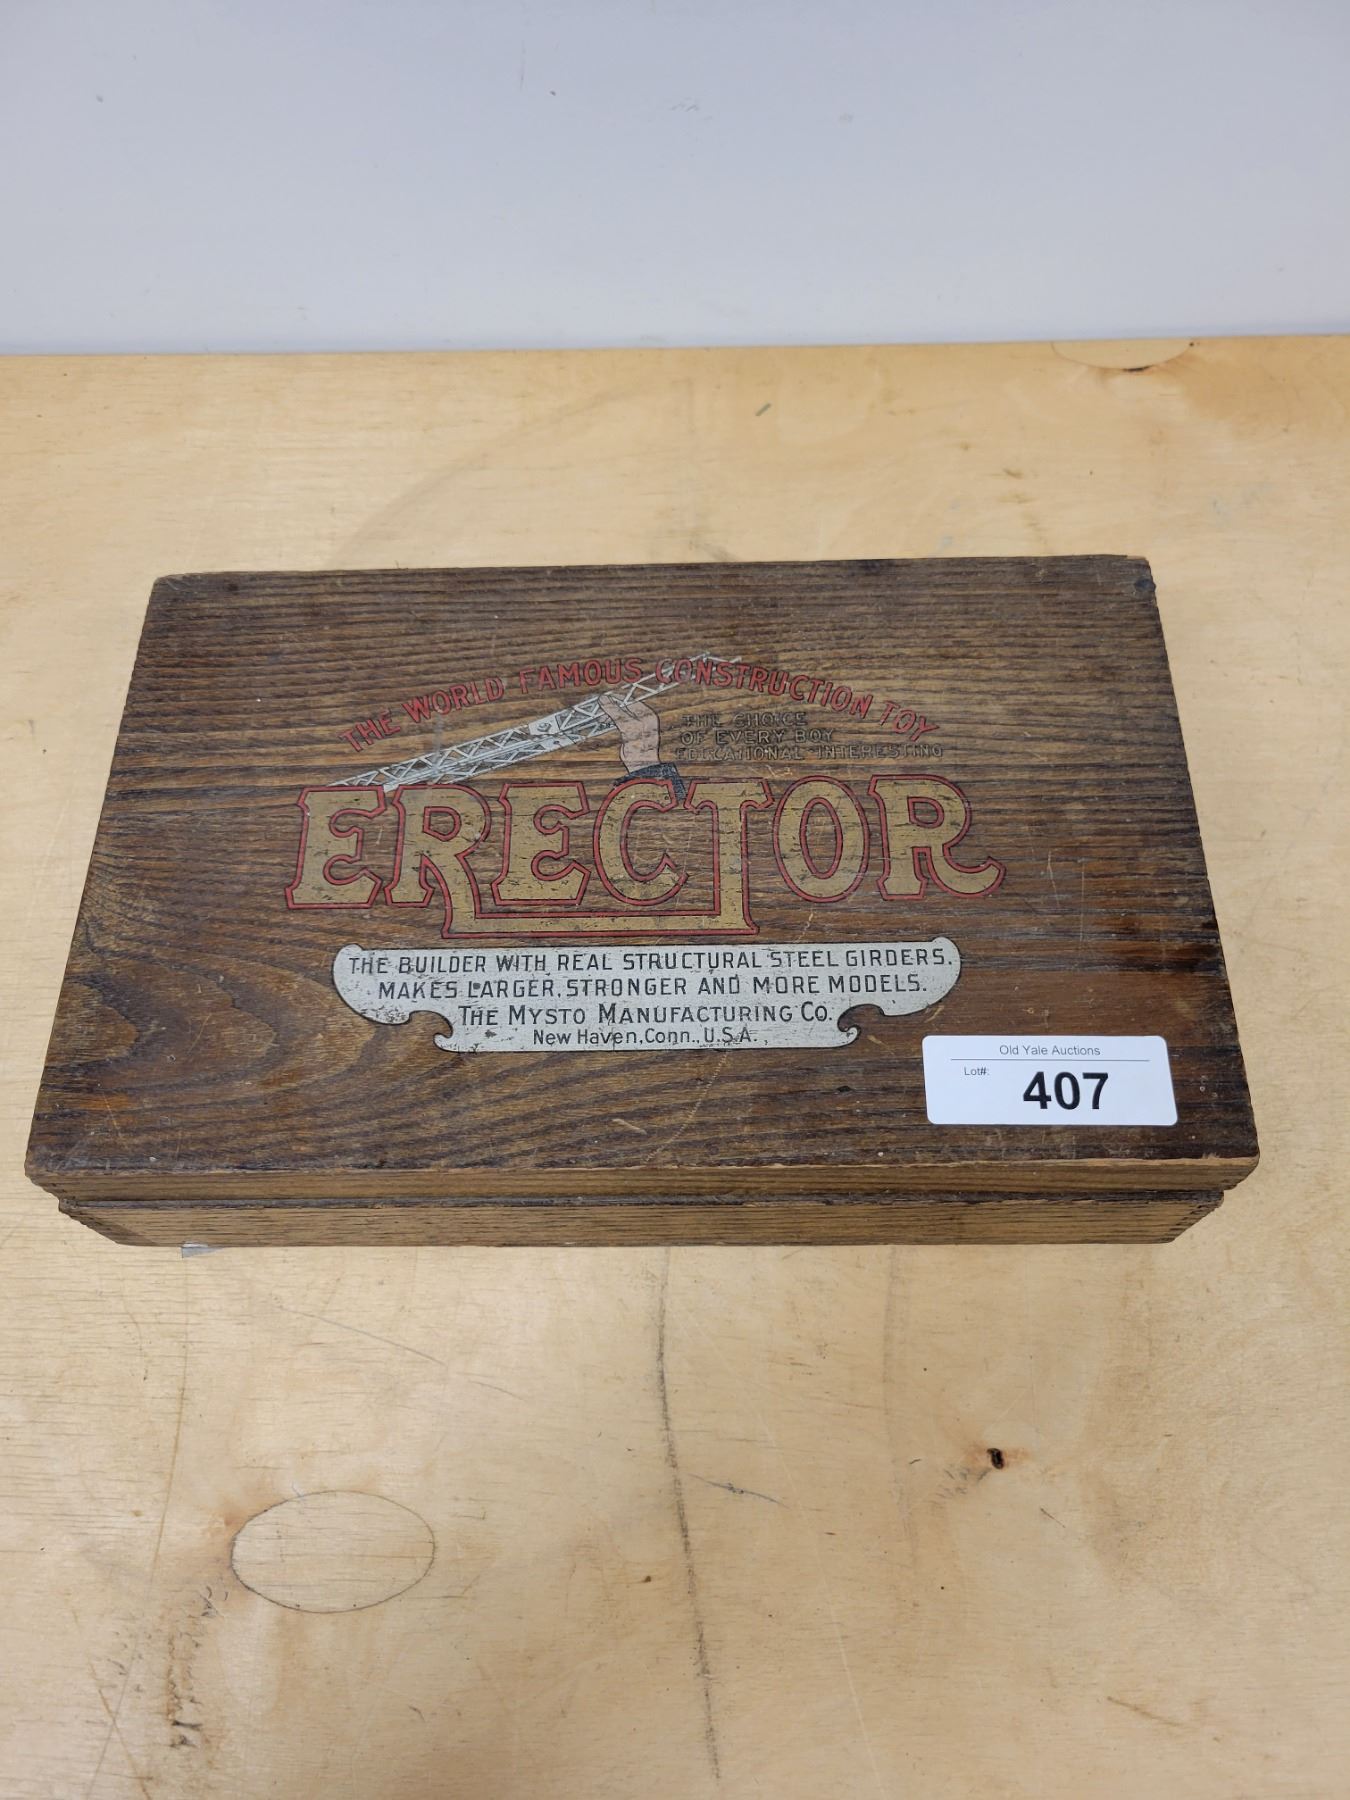 THE WORLD FAMOUS CONSTRUCTION TOY
THE CHOICE
OF EVERY BOY
EDUCATIONAL INTERESTING
ERECTOR
THE BUILDER WITH REAL STRUCTURAL STEEL GIRDERS.
MAKES LARGER, STRONGER AND MORE MODELS.
THE MYSTO MANUFACTURING CO.
NEW HAVEN, CONN., U.S.A.
Old Yale Auctions
Lot#:
407